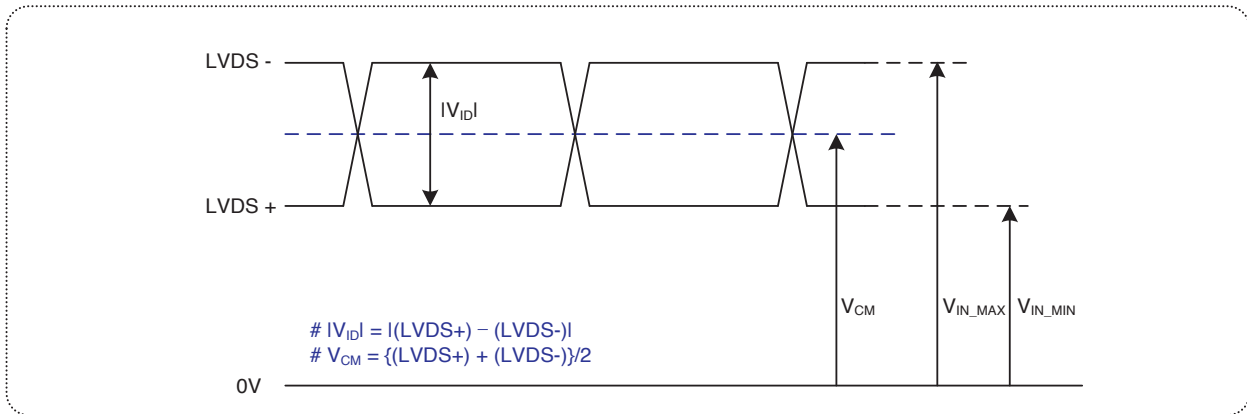 LVDS -
|V_ID|
LVDS +
V_CM
V_IN_MAX
V_IN_MIN
# |V_ID| = |(LVDS+) – (LVDS-)|
# V_CM = {(LVDS+) + (LVDS-)}/2
0V